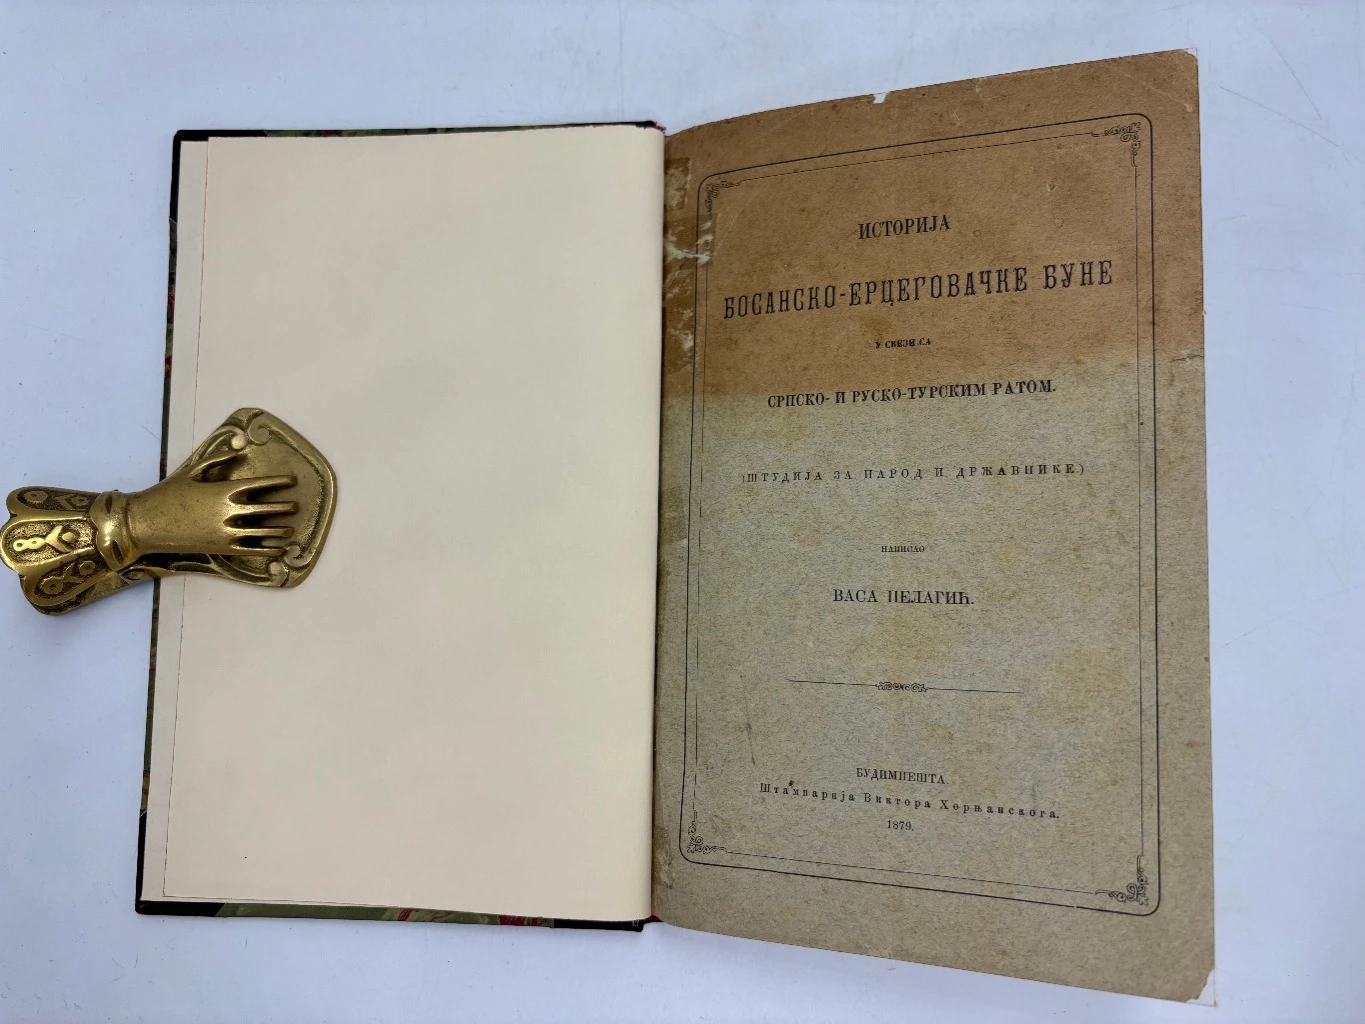 ИСТОРИЈА
БОСАНСКО-ЕРЦЕГОВАЧКЕ БУНЕ
У СВЕЗИ СА
СРПСКО- И РУСКО-ТУРСКИМ РАТОМ.
(ШТУДИЈА ЗА НАРОД И ДРЖАВНИКЕ.)
НАПИСАО
ВАСА ПЕЛАГИЋ.
БУДИМПЕШТА
Штампарија Виктора Хорњанскога.
1879.